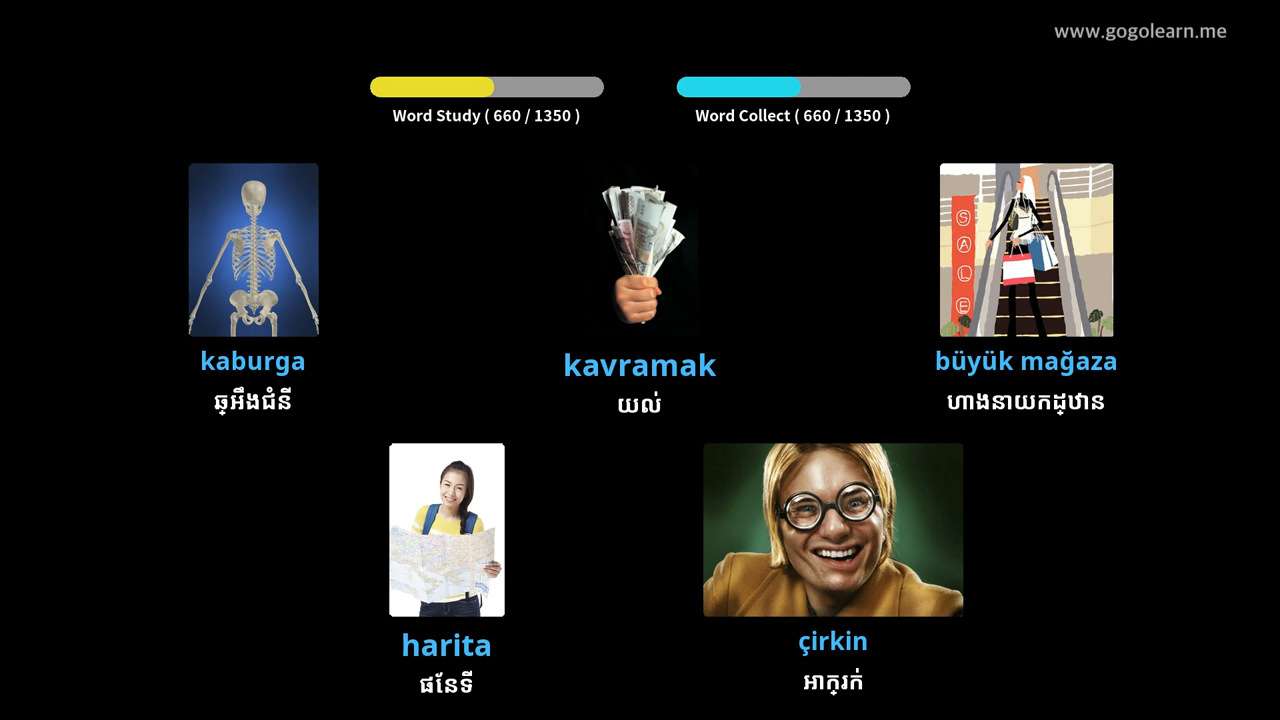 www.gogolearn.me
Word Study ( 660 / 1350 )
Word Collect ( 660 / 1350 )
SALE
kaburga
ឆ្អឹងជំនី
kavramak
យល់
büyük mağaza
ហាងនាយកដ្ឋាន
harita
ផែនទី
çirkin
អាក្រក់